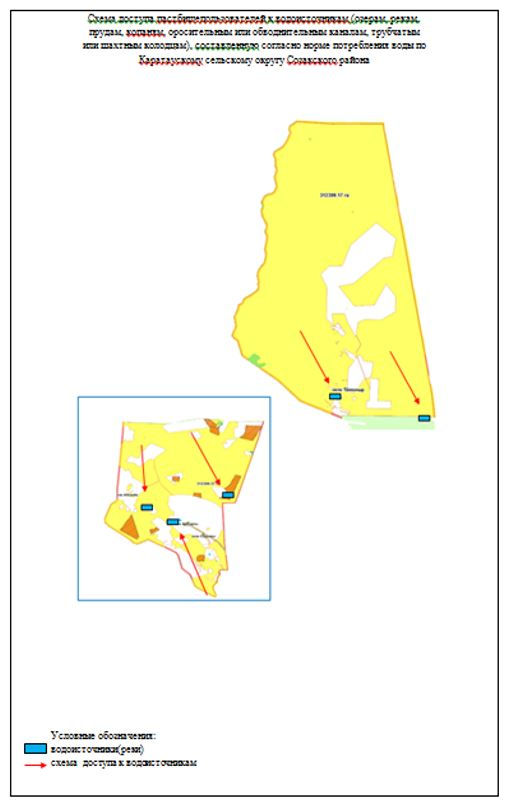 Схема доступа пастбищепользователей к водоисточникам (озерам, рекам,
прудам, копаням, оросительным или обводнительным каналам, трубчатым
или шахтным колодцам), составленную согласно норме потребления воды по
Каратаускому сельскому округу Созакского района
Условные обозначения:
водоисточники(реки)
схема доступа к водоисточникам